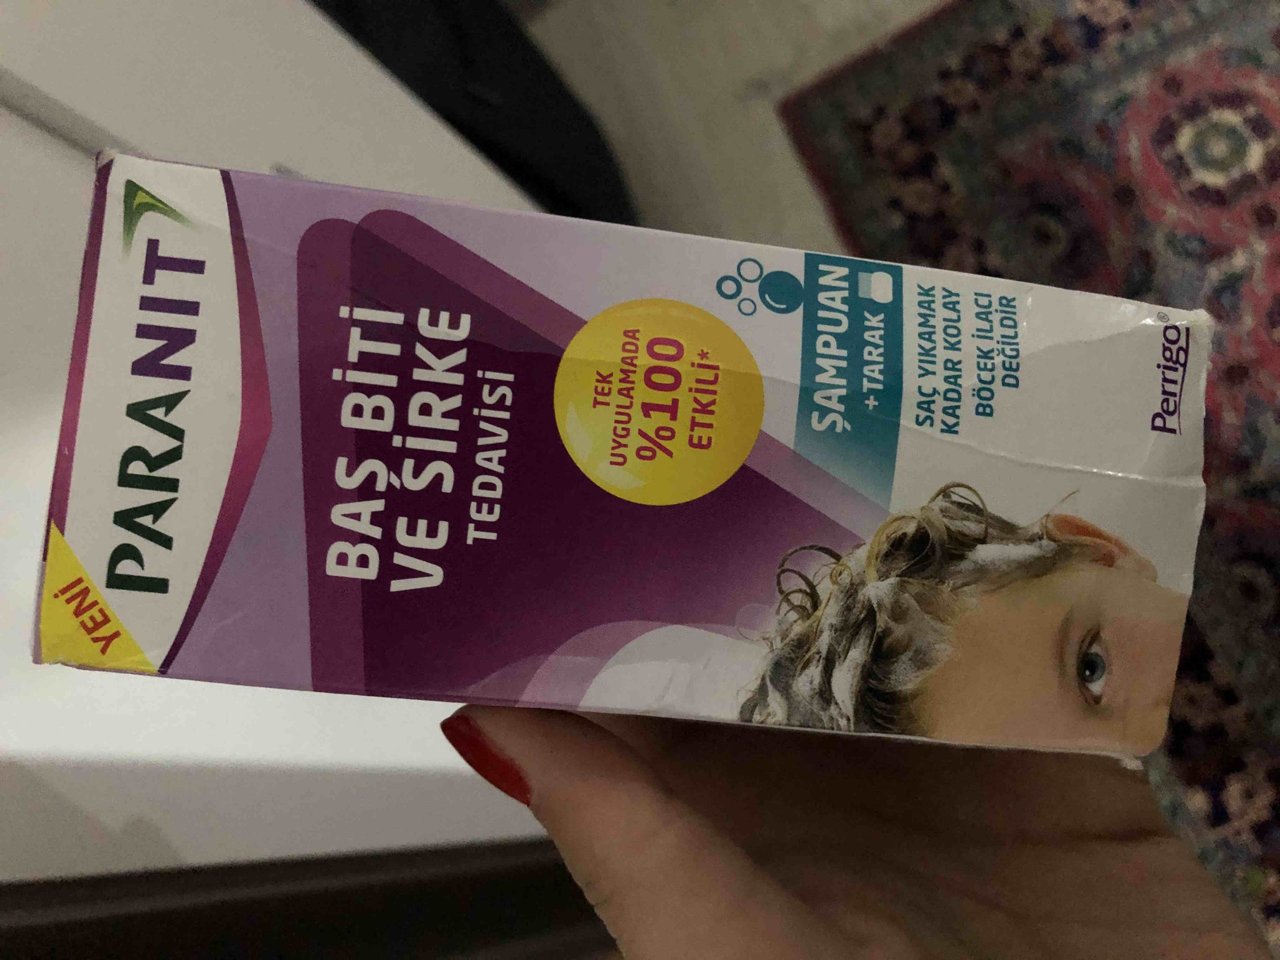 YENİ
PARANIT
BAŞ BİTİ
VE SİRKE
TEDAVİSİ
TEK
UYGULAMADA
%100
ETKİLİ*
ŞAMPUAN
+TARAK
SAÇ YIKAMAK
KADAR KOLAY
BÖCEK İLACI
DEĞİLDİR
Perrigo®